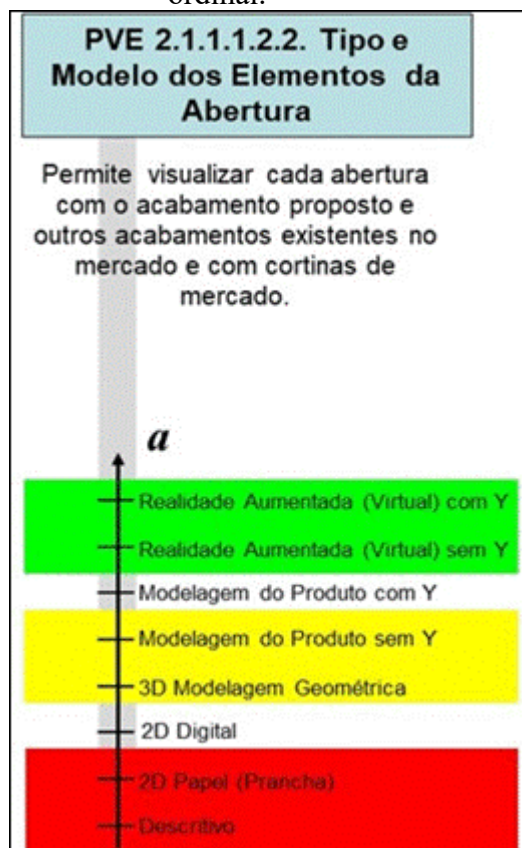 ordinal.
PVE 2.1.1.1.2.2. Tipo e
Modelo dos Elementos da
Abertura
Permite visualizar cada abertura
com o acabamento proposto e
outros acabamentos existentes no
mercado e com cortinas de
mercado.
a
Realidade Aumentada (Virtual) com Y
Realidade Aumentada (Virtual) sem Y
Modelagem do Produto com Y
Modelagem do Produto sem Y
3D Modelagem Geométrica
2D Digital
2D Papel (Prancha)
Descritivo